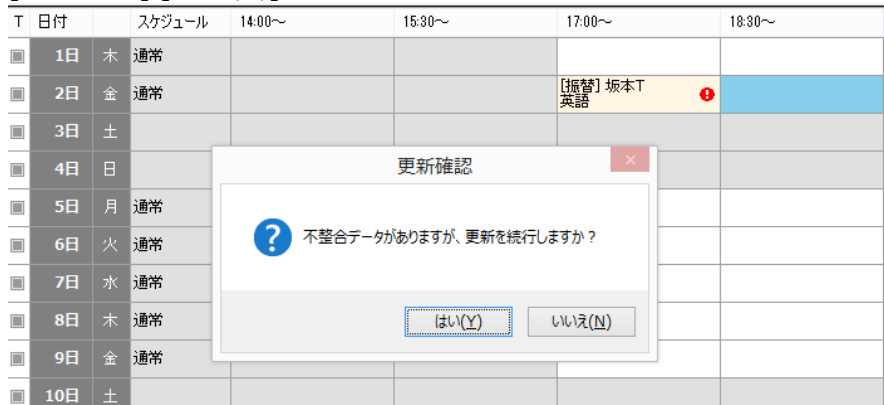 T 日付 スケジュール 14:00～ 15:30～ 17:00～ 18:30～
1日 木 通常
2日 金 通常 [振替] 坂本T
英語
3日 土
4日 日
5日 月 通常
6日 火 通常
7日 水 通常
8日 木 通常
9日 金 通常
10日 土
更新確認
不整合データがありますが、更新を続行しますか？
はい(Y) いいえ(N)